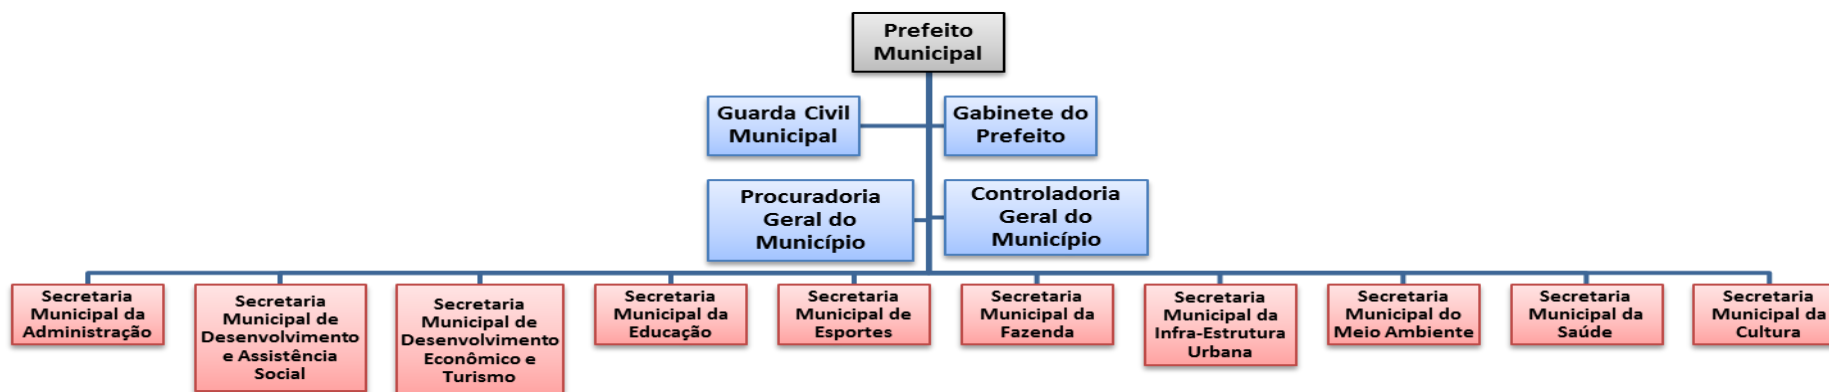 Prefeito
Municipal
Guarda Civil
Municipal
Gabinete do
Prefeito
Procuradoria
Geral do
Município
Controladoria
Geral do
Município
Secretaria
Municipal da
Administração
Secretaria
Municipal de
Desenvolvimento
e Assistência
Social
Secretaria
Municipal de
Desenvolvimento
Econômico e
Turismo
Secretaria
Municipal da
Educação
Secretaria
Municipal de
Esportes
Secretaria
Municipal da
Fazenda
Secretaria
Municipal da
Infra-Estrutura
Urbana
Secretaria
Municipal do
Meio Ambiente
Secretaria
Municipal da
Saúde
Secretaria
Municipal da
Cultura